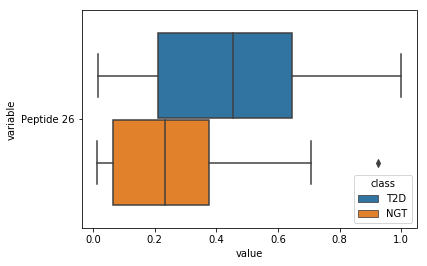 variable
Peptide 26
class
T2D
NGT
0.0 0.2 0.4 0.6 0.8 1.0
value